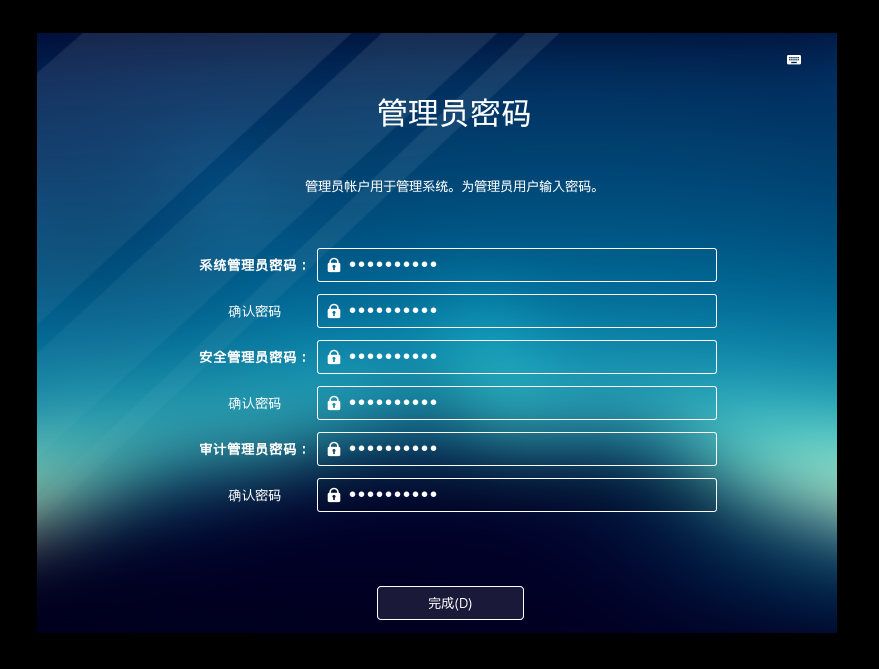 管理员密码
管理员帐户用于管理系统。为管理员用户输入密码。
系统管理员密码：
确认密码
安全管理员密码：
确认密码
审计管理员密码：
确认密码
完成(D)